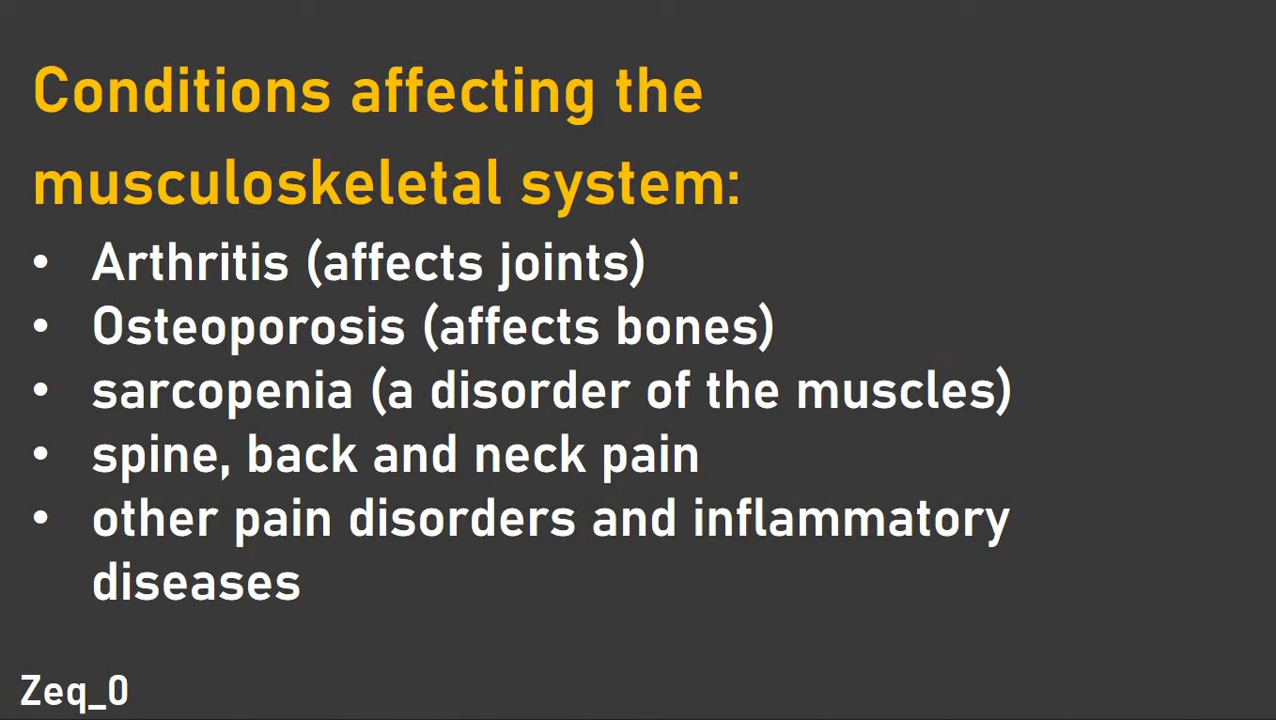 Conditions affecting the
musculoskeletal system:
• Arthritis (affects joints)
• Osteoporosis (affects bones)
• sarcopenia (a disorder of the muscles)
• spine, back and neck pain
• other pain disorders and inflammatory
diseases
Zeq_0